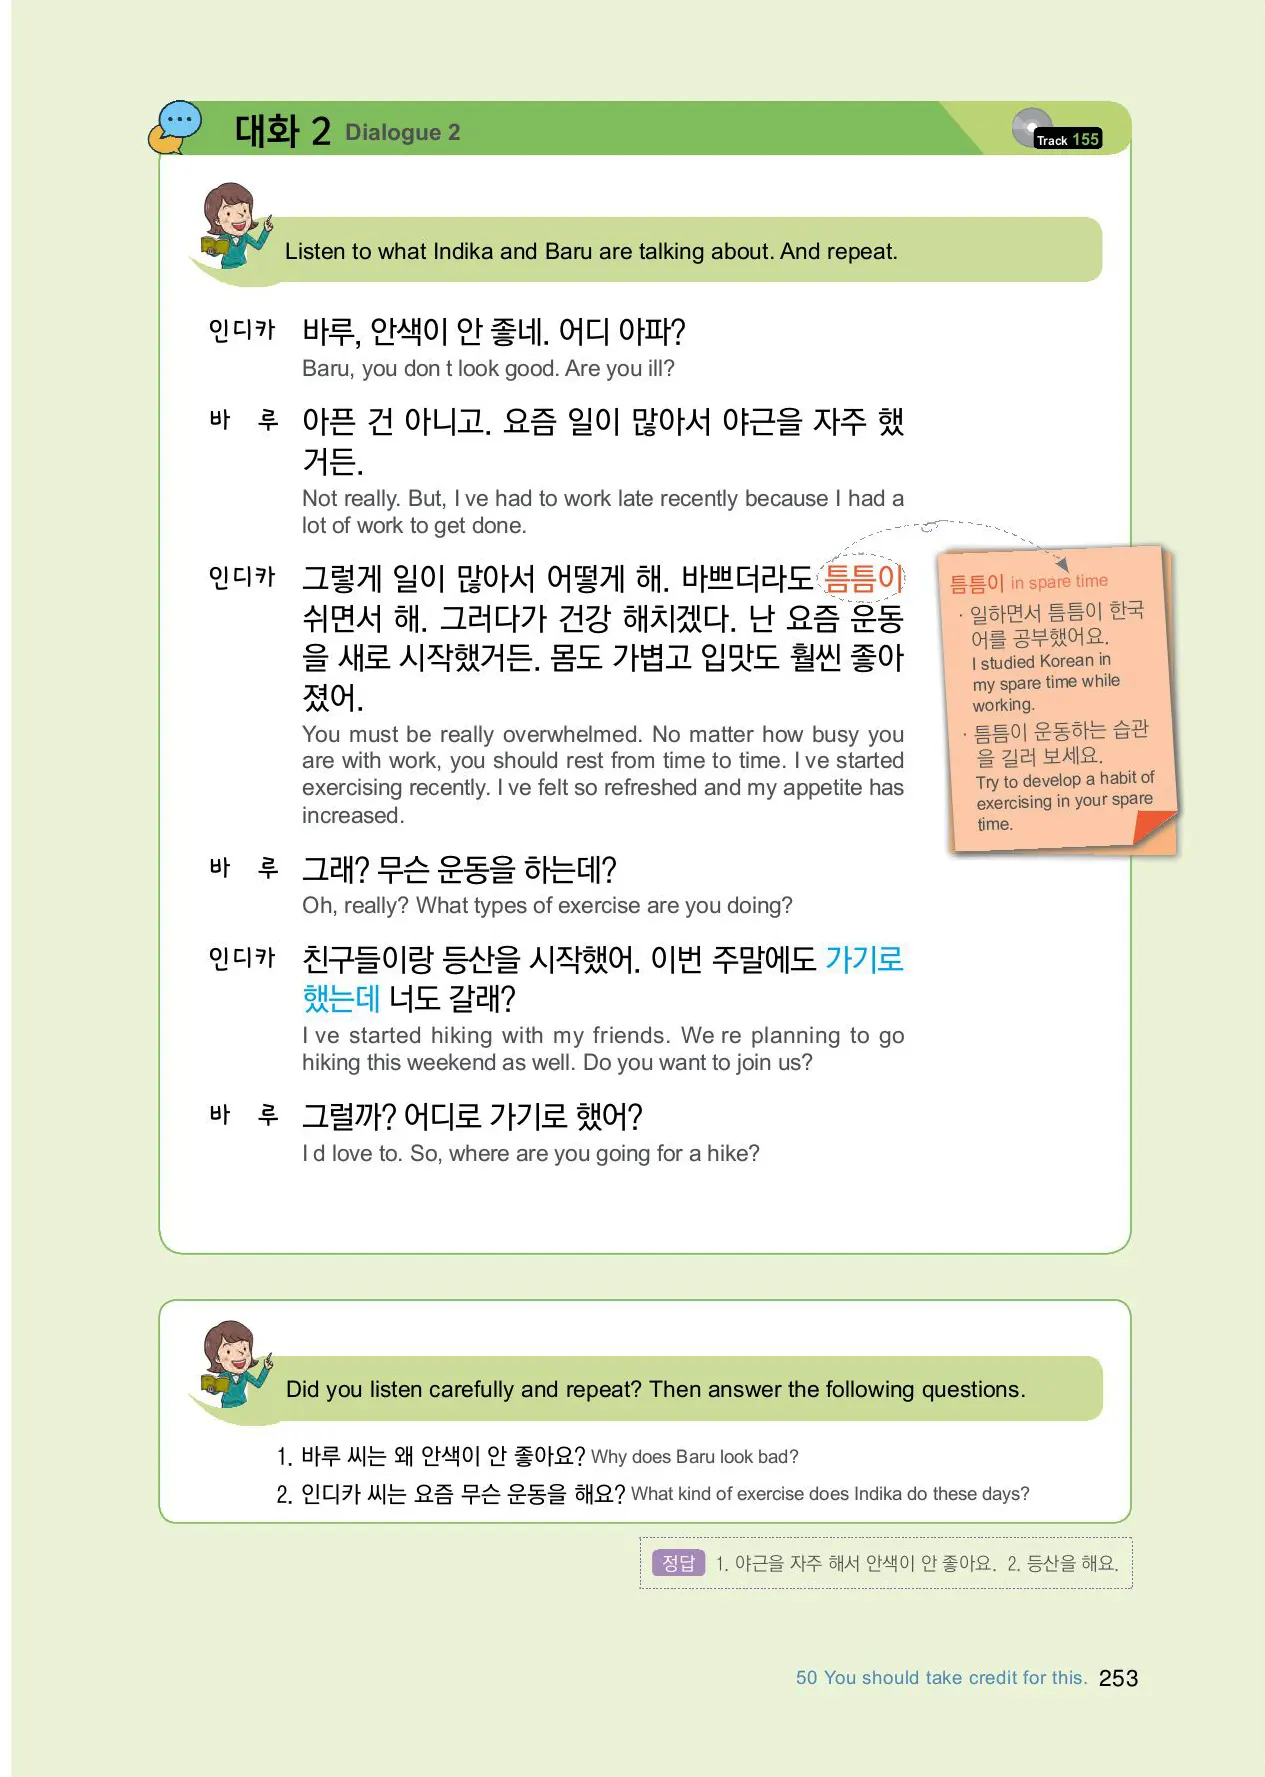 대화 2 Dialogue 2
Track 155
Listen to what Indika and Baru are talking about. And repeat.
인디카 바루, 안색이 안 좋네. 어디 아파?
Baru, you don t look good. Are you ill?
바 루 아픈 건 아니고. 요즘 일이 많아서 야근을 자주 했
거든.
Not really. But, I ve had to work late recently because I had a
lot of work to get done.
인디카 그렇게 일이 많아서 어떻게 해. 바쁘더라도 틈틈이
쉬면서 해. 그러다가 건강 해치겠다. 난 요즘 운동
을 새로 시작했거든. 몸도 가볍고 입맛도 훨씬 좋아
졌어.
You must be really overwhelmed. No matter how busy you
are with work, you should rest from time to time. I ve started
exercising recently. I ve felt so refreshed and my appetite has
increased.
틈틈이 in spare time
· 일하면서 틈틈이 한국
어를 공부했어요.
I studied Korean in
my spare time while
working.
· 틈틈이 운동하는 습관
을 길러 보세요.
Try to develop a habit of
exercising in your spare
time.
바 루 그래? 무슨 운동을 하는데?
Oh, really? What types of exercise are you doing?
인디카 친구들이랑 등산을 시작했어. 이번 주말에도 가기로
했는데 너도 갈래?
I ve started hiking with my friends. We re planning to go
hiking this weekend as well. Do you want to join us?
바 루 그럴까? 어디로 가기로 했어?
I d love to. So, where are you going for a hike?
Did you listen carefully and repeat? Then answer the following questions.
1. 바루 씨는 왜 안색이 안 좋아요? Why does Baru look bad?
2. 인디카 씨는 요즘 무슨 운동을 해요? What kind of exercise does Indika do these days?
정답 1. 야근을 자주 해서 안색이 안 좋아요. 2. 등산을 해요.
50 You should take credit for this. 253